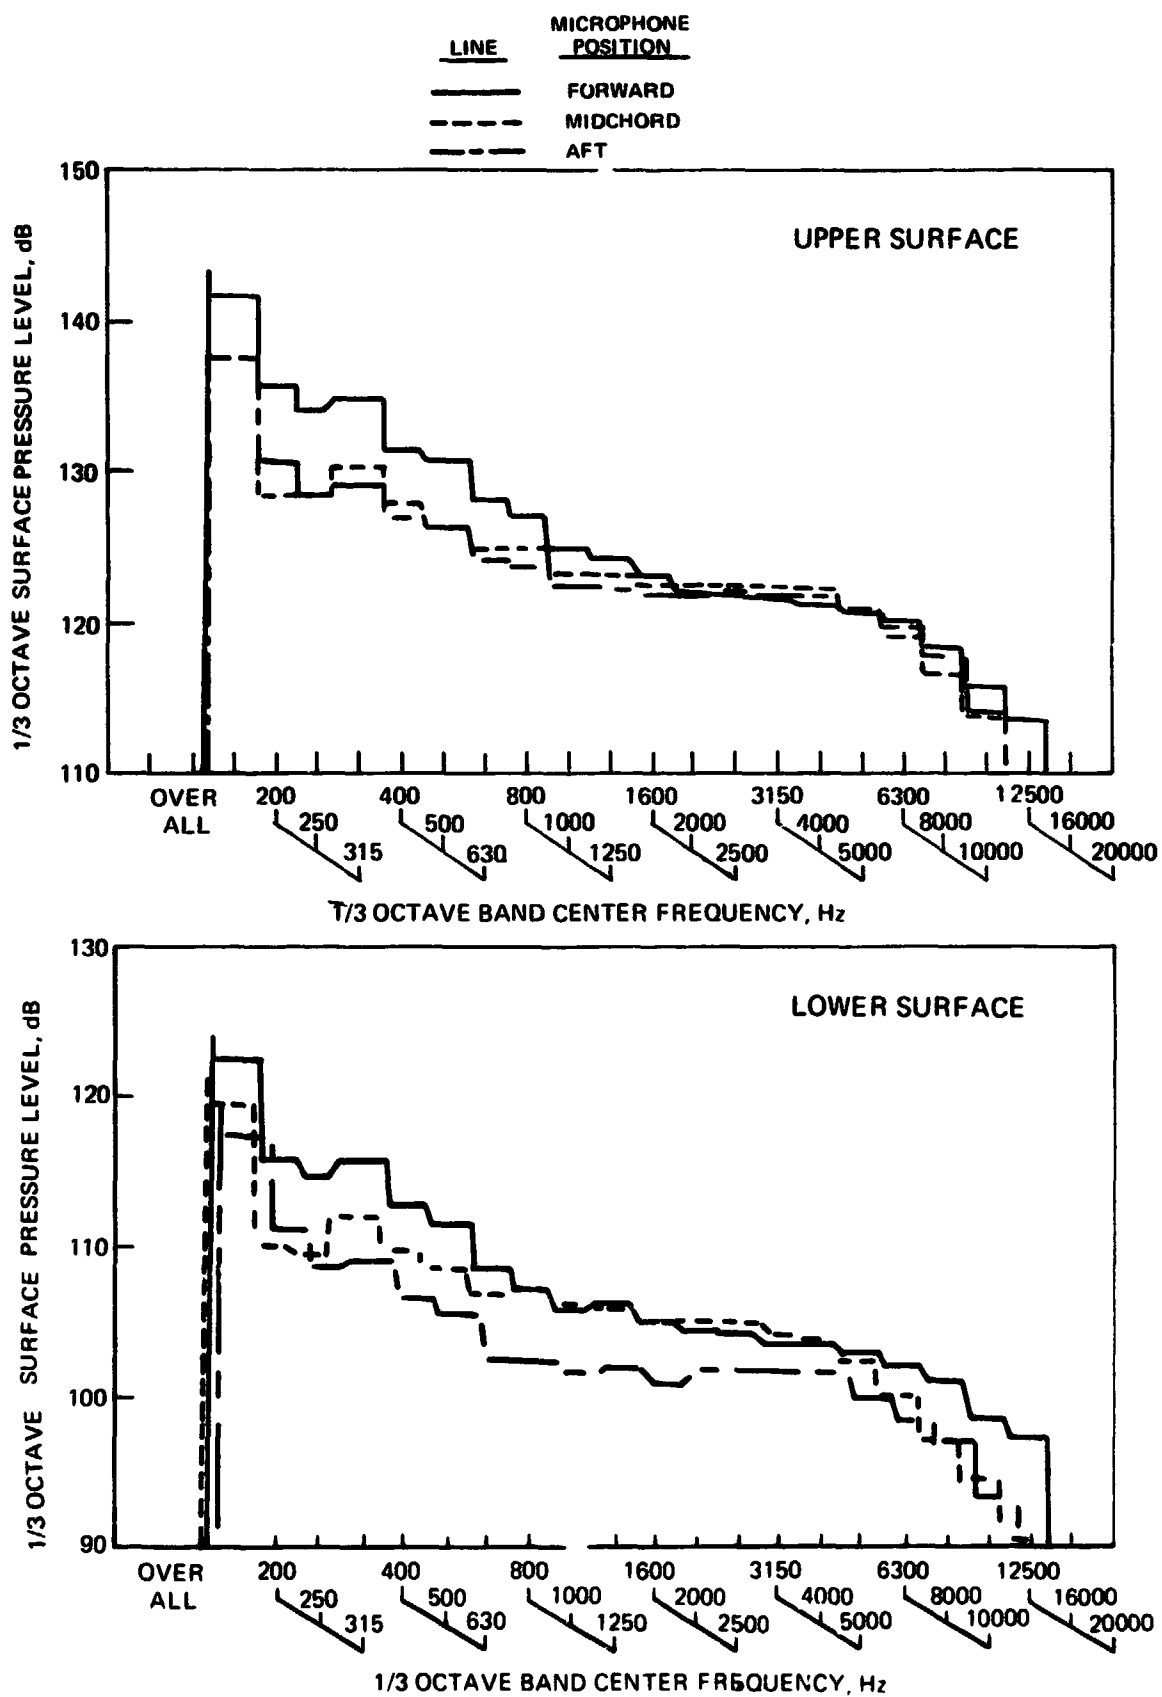 LINE MICROPHONE POSITION
FORWARD
MIDCHORD
AFT
1/3 OCTAVE SURFACE PRESSURE LEVEL, dB
150
140
130
120
110
UPPER SURFACE
OVER ALL 200 400 800 1600 3150 6300 12500
250 500 1000 2000 4000 8000 16000
315 630 1250 2500 5000 10000 20000
1/3 OCTAVE BAND CENTER FREQUENCY, Hz
1/3 OCTAVE SURFACE PRESSURE LEVEL, dB
130
120
110
100
90
LOWER SURFACE
OVER ALL 200 400 800 1600 3150 6300 12500
250 500 1000 2000 4000 8000 16000
315 630 1250 2500 5000 10000 20000
1/3 OCTAVE BAND CENTER FREQUENCY, Hz